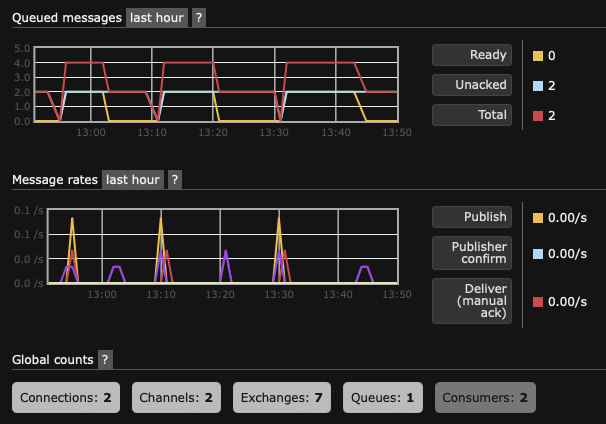 Queued messages last hour ?
5.0
4.0
3.0
2.0
1.0
0.0
13:00 13:10 13:20 13:30 13:40 13:50
Ready 0
Unacked 2
Total 2
Message rates last hour ?
0.1 /s
0.1 /s
0.0 /s
0.0 /s
13:00 13:10 13:20 13:30 13:40 13:50
Publish 0.00/s
Publisher
confirm 0.00/s
Deliver
(manual 0.00/s
ack)
Global counts ?
Connections: 2 Channels: 2 Exchanges: 7 Queues: 1 Consumers: 2